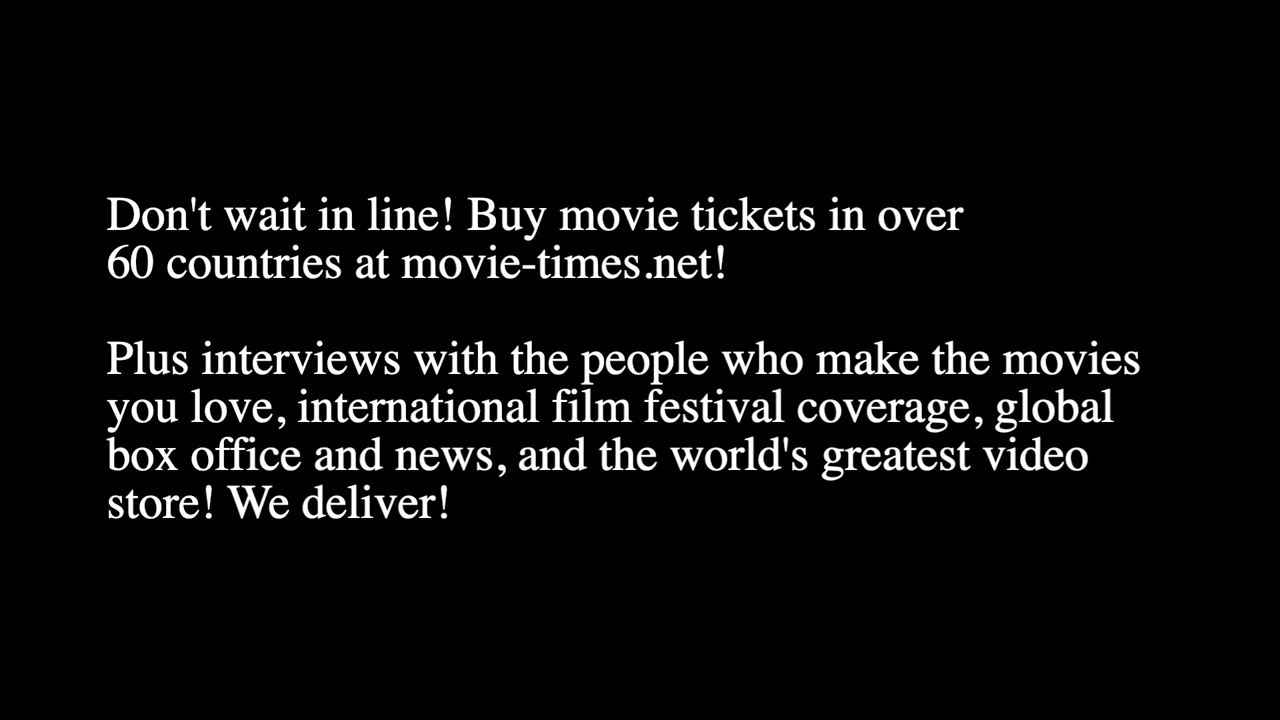 Don't wait in line! Buy movie tickets in over
60 countries at movie-times.net!
Plus interviews with the people who make the movies
you love, international film festival coverage, global
box office and news, and the world's greatest video
store! We deliver!